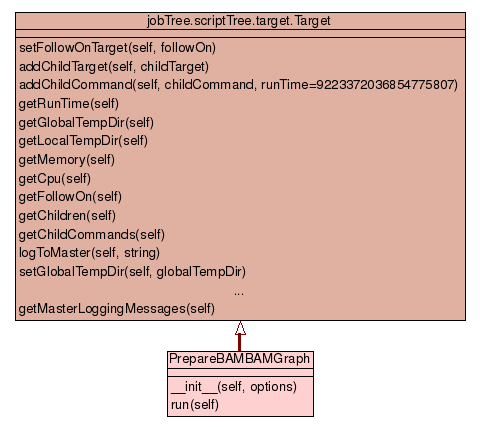 jobTree.scriptTree.target.Target
setFollowOnTarget(self, followOn)
addChildTarget(self, childTarget)
addChildCommand(self, childCommand, runTime=9223372036854775807)
getRunTime(self)
getGlobalTempDir(self)
getLocalTempDir(self)
getMemory(self)
getCpu(self)
getFollowOn(self)
getChildren(self)
getChildCommands(self)
logToMaster(self, string)
setGlobalTempDir(self, globalTempDir)
...
getMasterLoggingMessages(self)
PrepareBAMBAMGraph
__init__(self, options)
run(self)